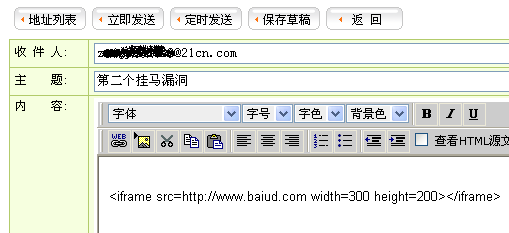 地址列表 立即发送 定时发送 保存草稿 返 回
收 件 人: @21cn.com
主 题: 第二个挂马漏洞
内 容: 字体 字号 字色 背景色 B I U
WEB 查看HTML源文
<iframe src=http://www.baiud.com width=300 height=200></iframe>